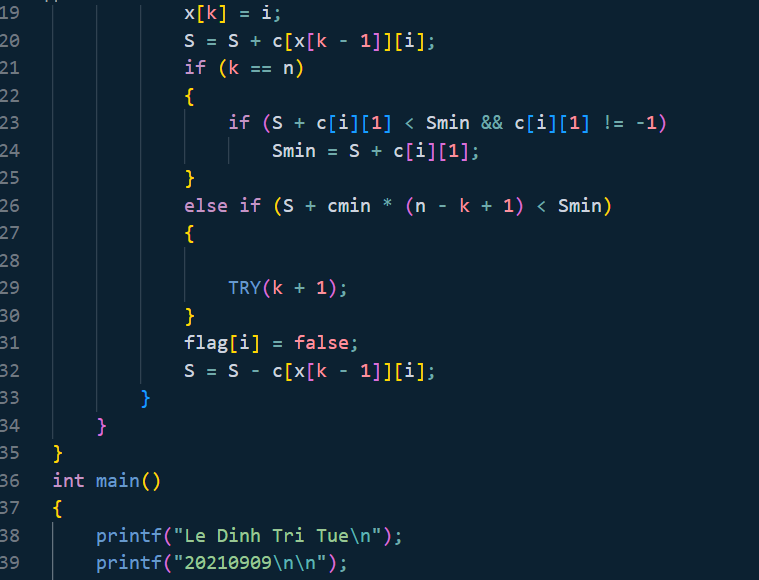 19 x[k] = i;
20 S = S + c[x[k - 1]][i];
21 if (k == n)
22 {
23 if (S + c[i][1] < Smin && c[i][1] != -1)
24 Smin = S + c[i][1];
25 }
26 else if (S + cmin * (n - k + 1) < Smin)
27 {
28
29 TRY(k + 1);
30 }
31 flag[i] = false;
32 S = S - c[x[k - 1]][i];
33 }
34 }
35 }
36 int main()
37 {
38 printf("Le Dinh Tri Tue\n");
39 printf("20210909\n\n");